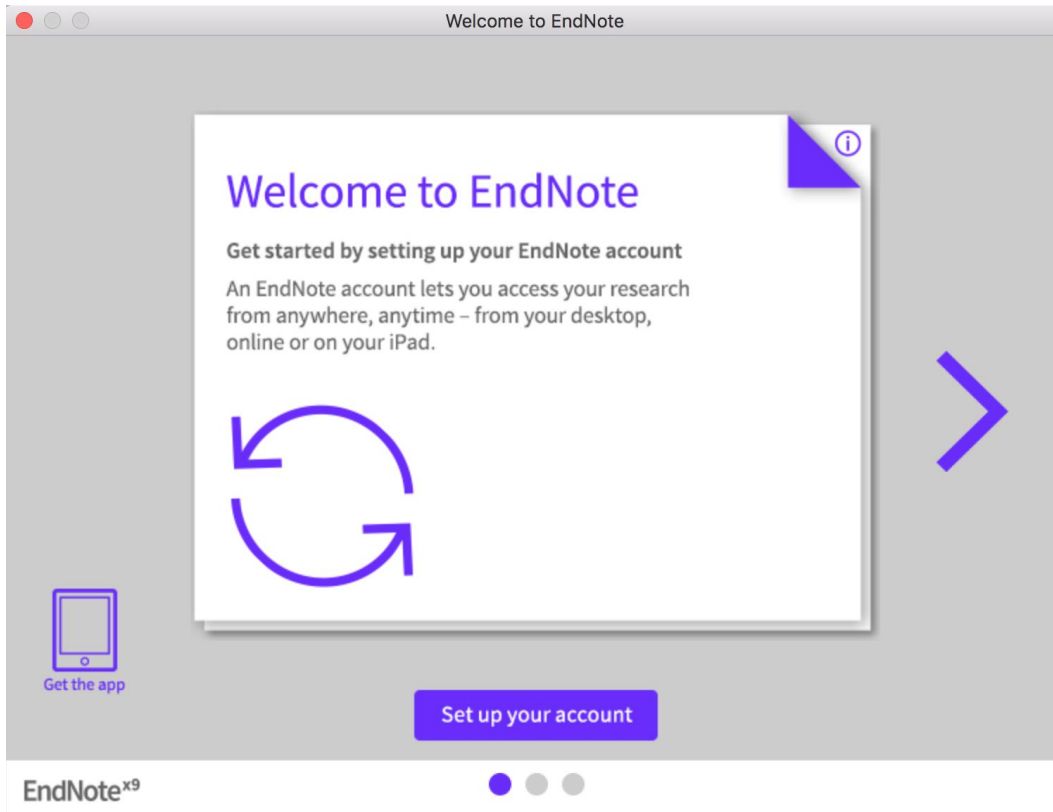 Welcome to EndNote
Welcome to EndNote
Get started by setting up your EndNote account
An EndNote account lets you access your research
from anywhere, anytime – from your desktop,
online or on your iPad.
Get the app
Set up your account
EndNote x9